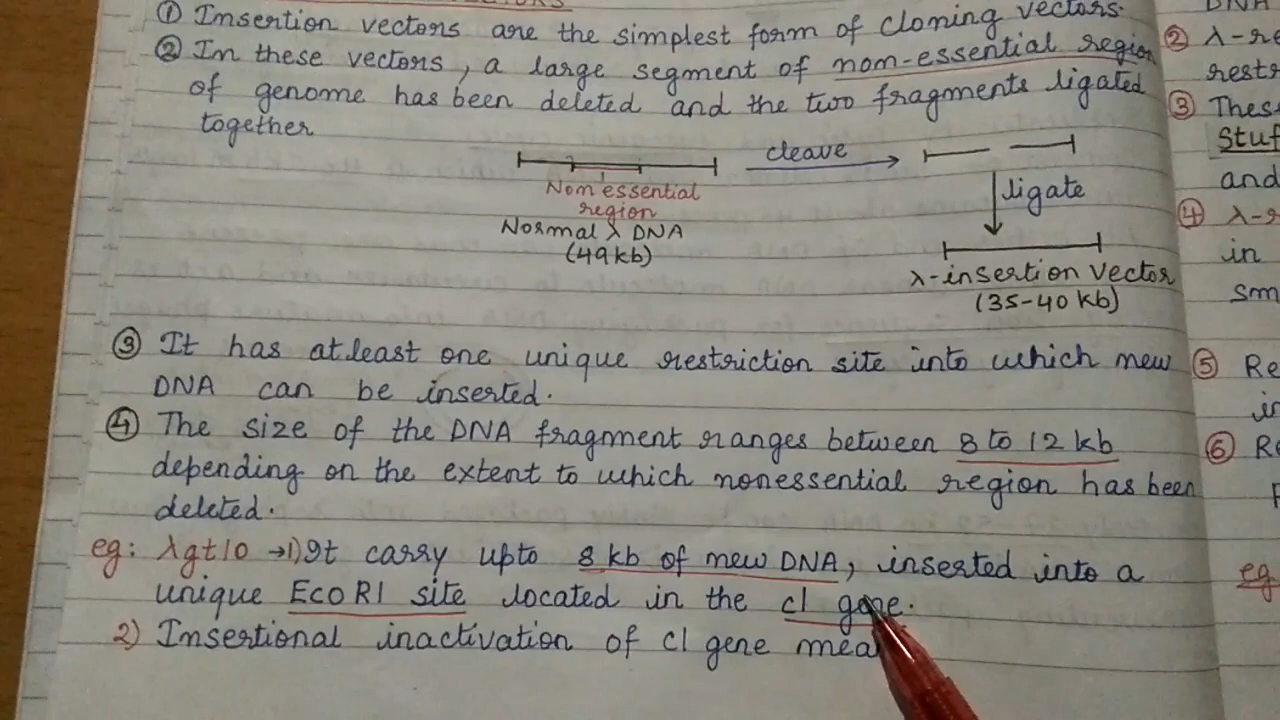 ① Insertion vectors are the simplest form of cloning vectors.
② In these vectors, a large segment of non-essential region
of genome has been deleted and the two fragments ligated
together
cleave
Non essential
region
Normal λ DNA
(49kb)
ligate
λ-insertion vector
(35-40 kb)
③ It has atleast one unique restriction site into which new
DNA can be inserted.
④ The size of the DNA fragment ranges between 8 to 12 kb
depending on the extent to which nonessential region has been
deleted.
eg: λgt10 → 1) It carry upto 8 kb of new DNA, inserted into a
unique EcoRI site located in the cI gene.
2) Insertional inactivation of cI gene mea
DNA
② λ-re
restr
③ Thes
Stuf
and
④ λ-r
in
sm
⑤ Re
in
⑥ Re
eg